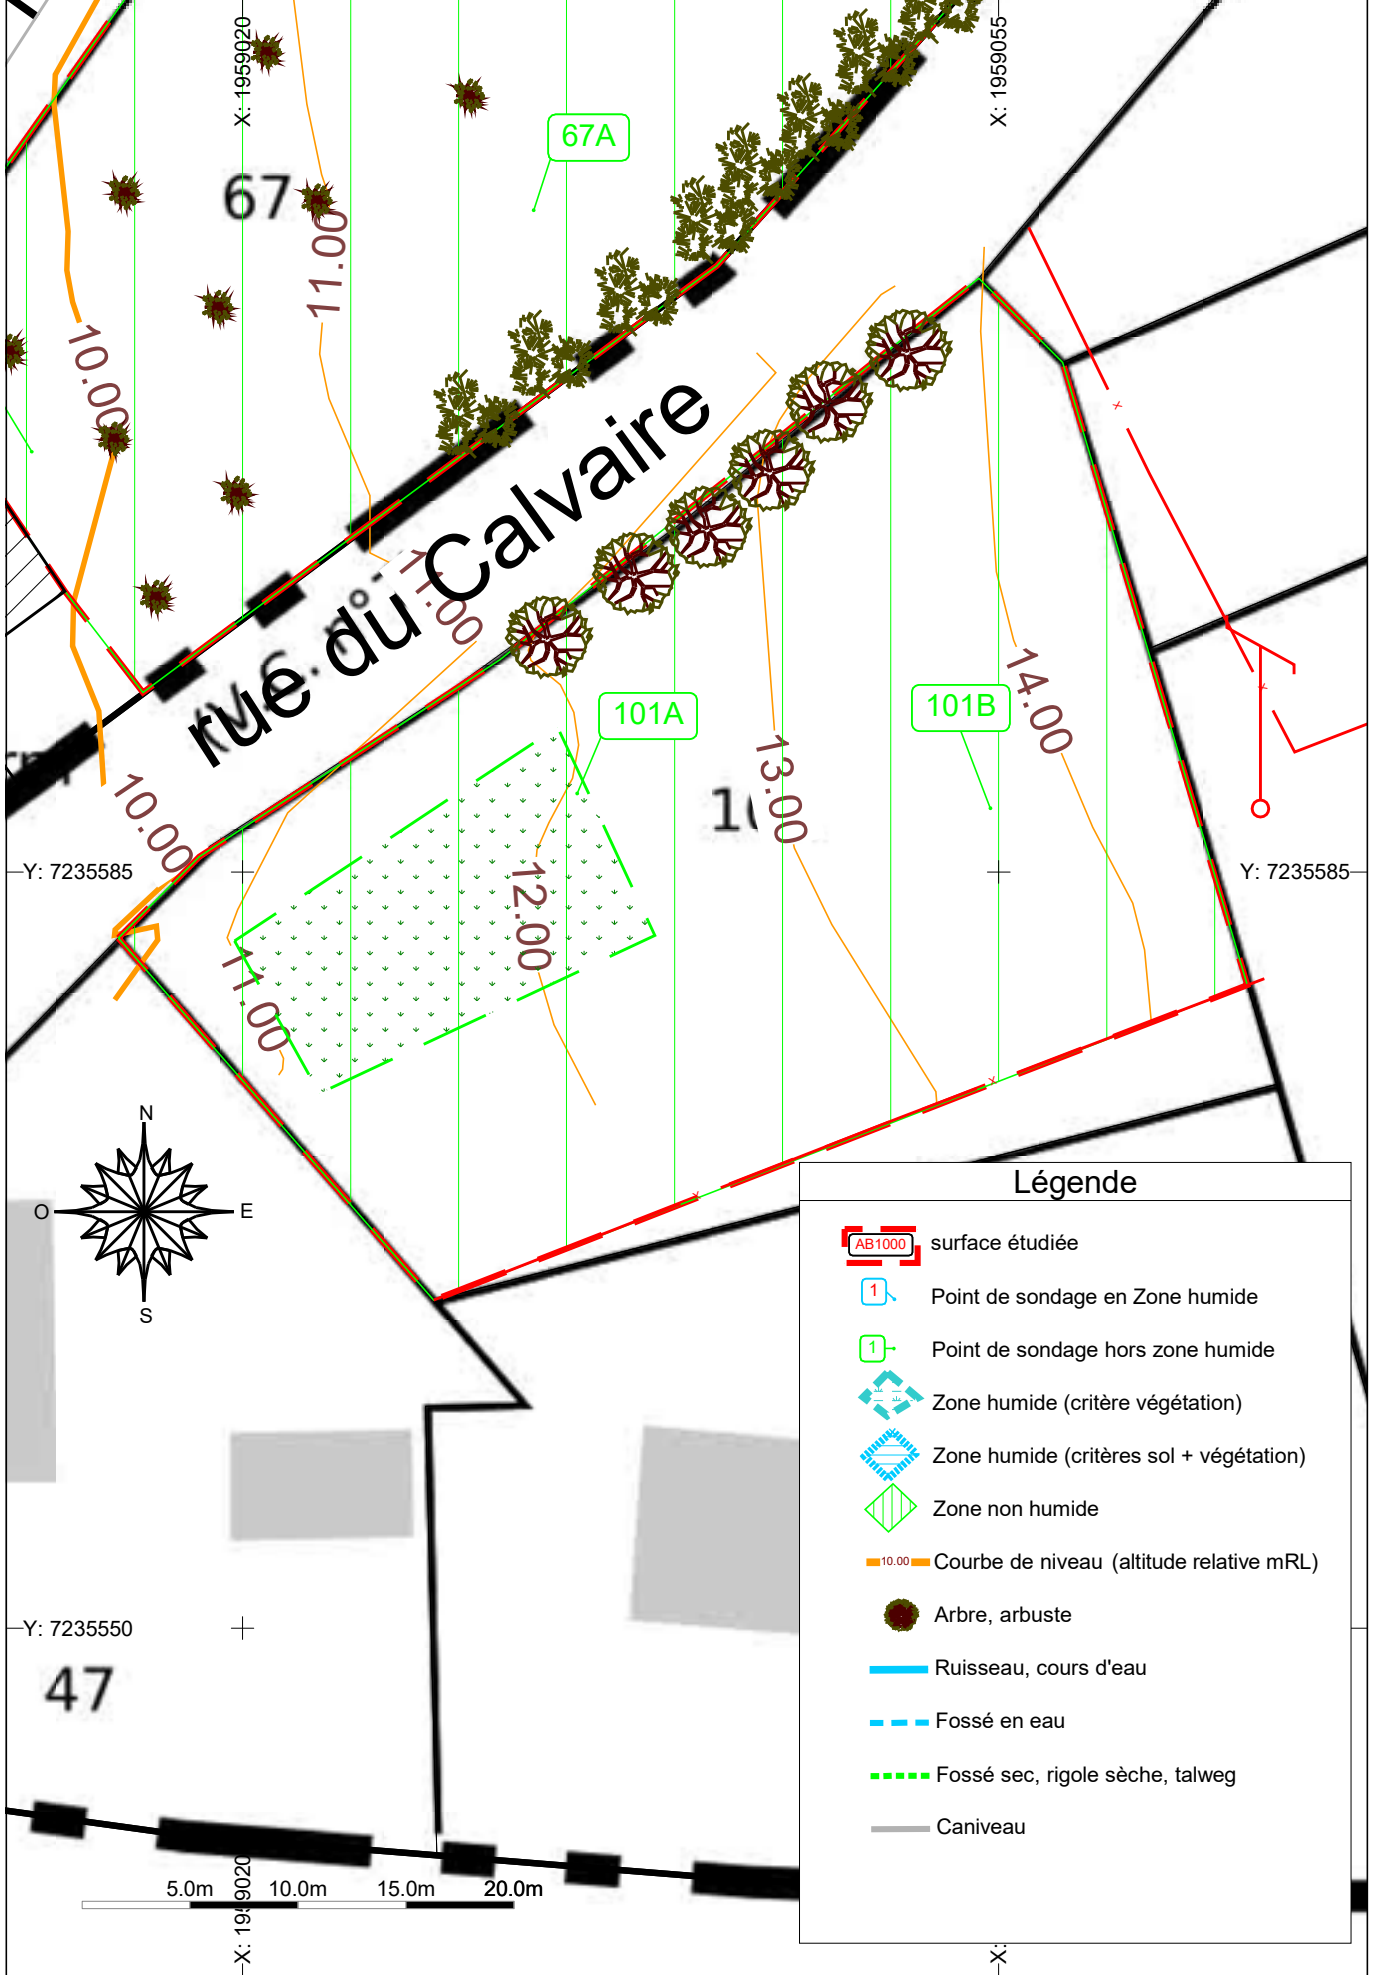 X: 1959020
X: 1959055
67A
67
11.00
10.00
rue du Calvaire
11.00
101A
101B
14.00
13.00
10.00
12.00
11.00
Y: 7235585
Y: 7235585
N
O
E
S
Légende
AB1000 surface étudiée
1 Point de sondage en Zone humide
1 Point de sondage hors zone humide
Zone humide (critère végétation)
Zone humide (critères sol + végétation)
Zone non humide
10.00 Courbe de niveau (altitude relative mRL)
Arbre, arbuste
Ruisseau, cours d'eau
Fossé en eau
Fossé sec, rigole sèche, talweg
Caniveau
Y: 7235550
47
5.0m 10.0m 15.0m 20.0m
X: 1959020
X: